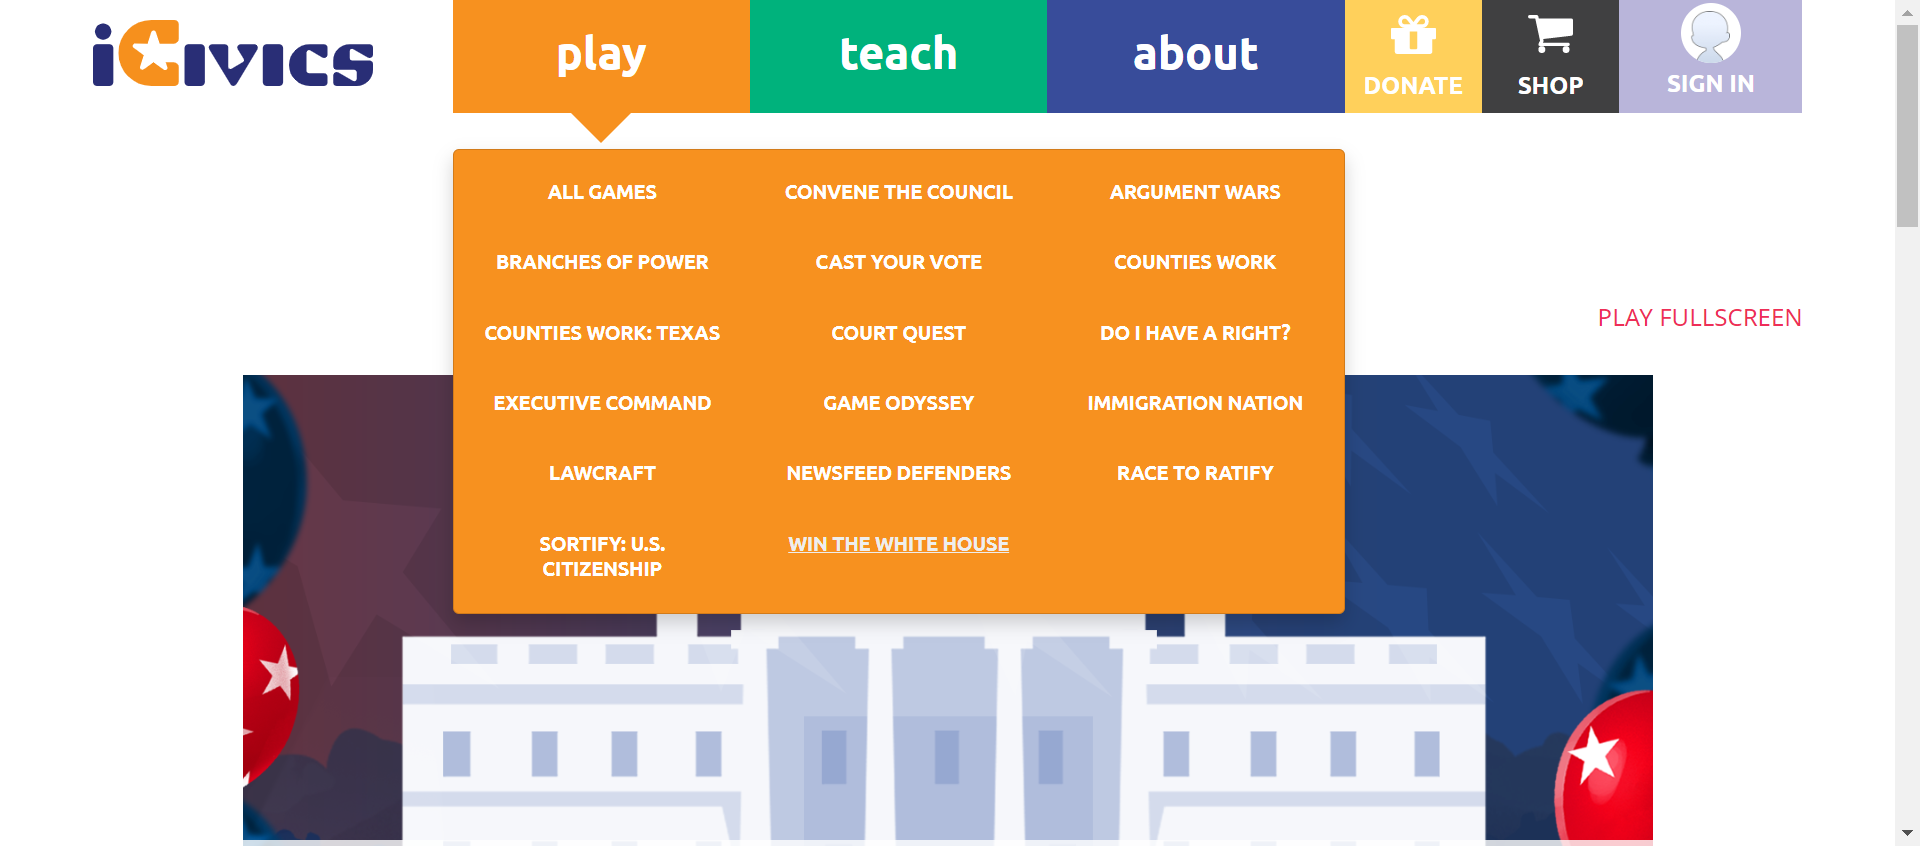 iCIVICS
play
teach
about
DONATE
SHOP
SIGN IN
ALL GAMES
CONVENE THE COUNCIL
ARGUMENT WARS
BRANCHES OF POWER
CAST YOUR VOTE
COUNTIES WORK
COUNTIES WORK: TEXAS
COURT QUEST
DO I HAVE A RIGHT?
EXECUTIVE COMMAND
GAME ODYSSEY
IMMIGRATION NATION
LAWCRAFT
NEWSFEED DEFENDERS
RACE TO RATIFY
SORTIFY: U.S.
CITIZENSHIP
WIN THE WHITE HOUSE
PLAY FULLSCREEN